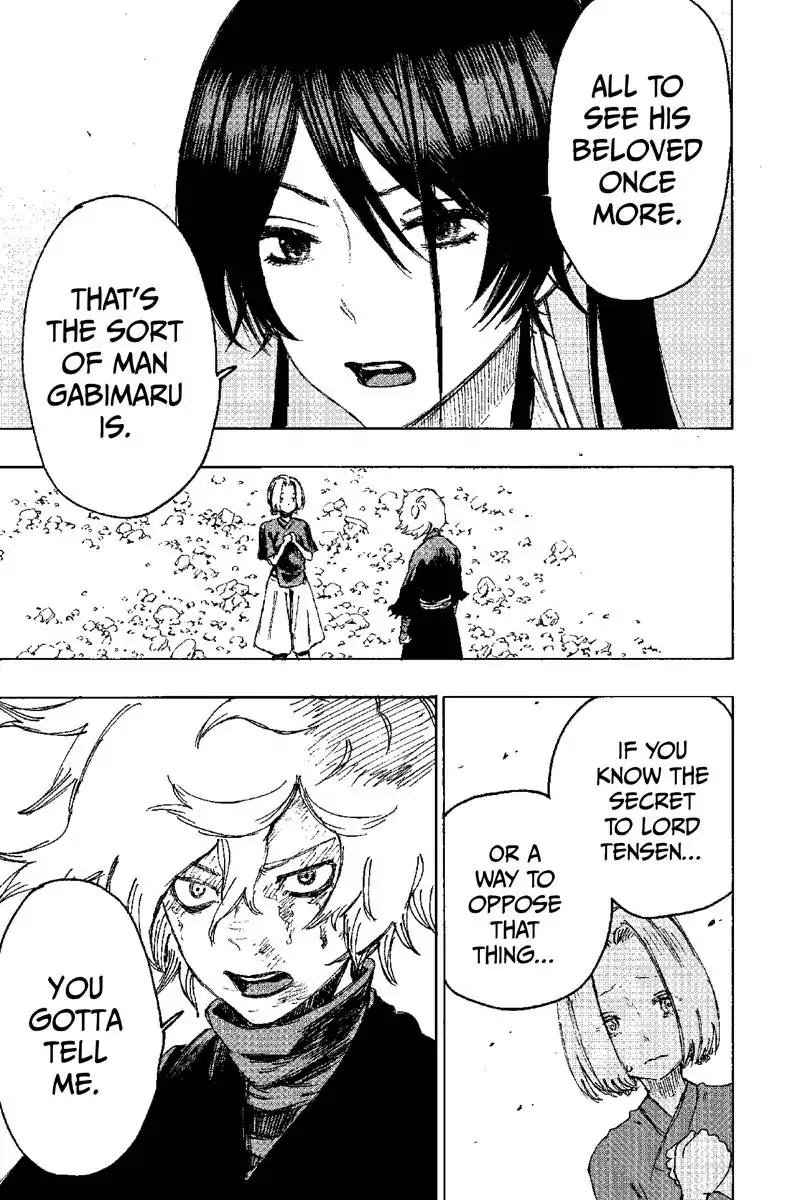 ALL TO
SEE HIS
BELOVED
ONCE
MORE.
THAT'S
THE SORT
OF MAN
GABIMARU
IS.
IF YOU
KNOW THE
SECRET
TO LORD
TENSEN...
OR A
WAY TO
OPPOSE
THAT
THING...
YOU
GOTTA
TELL
ME.